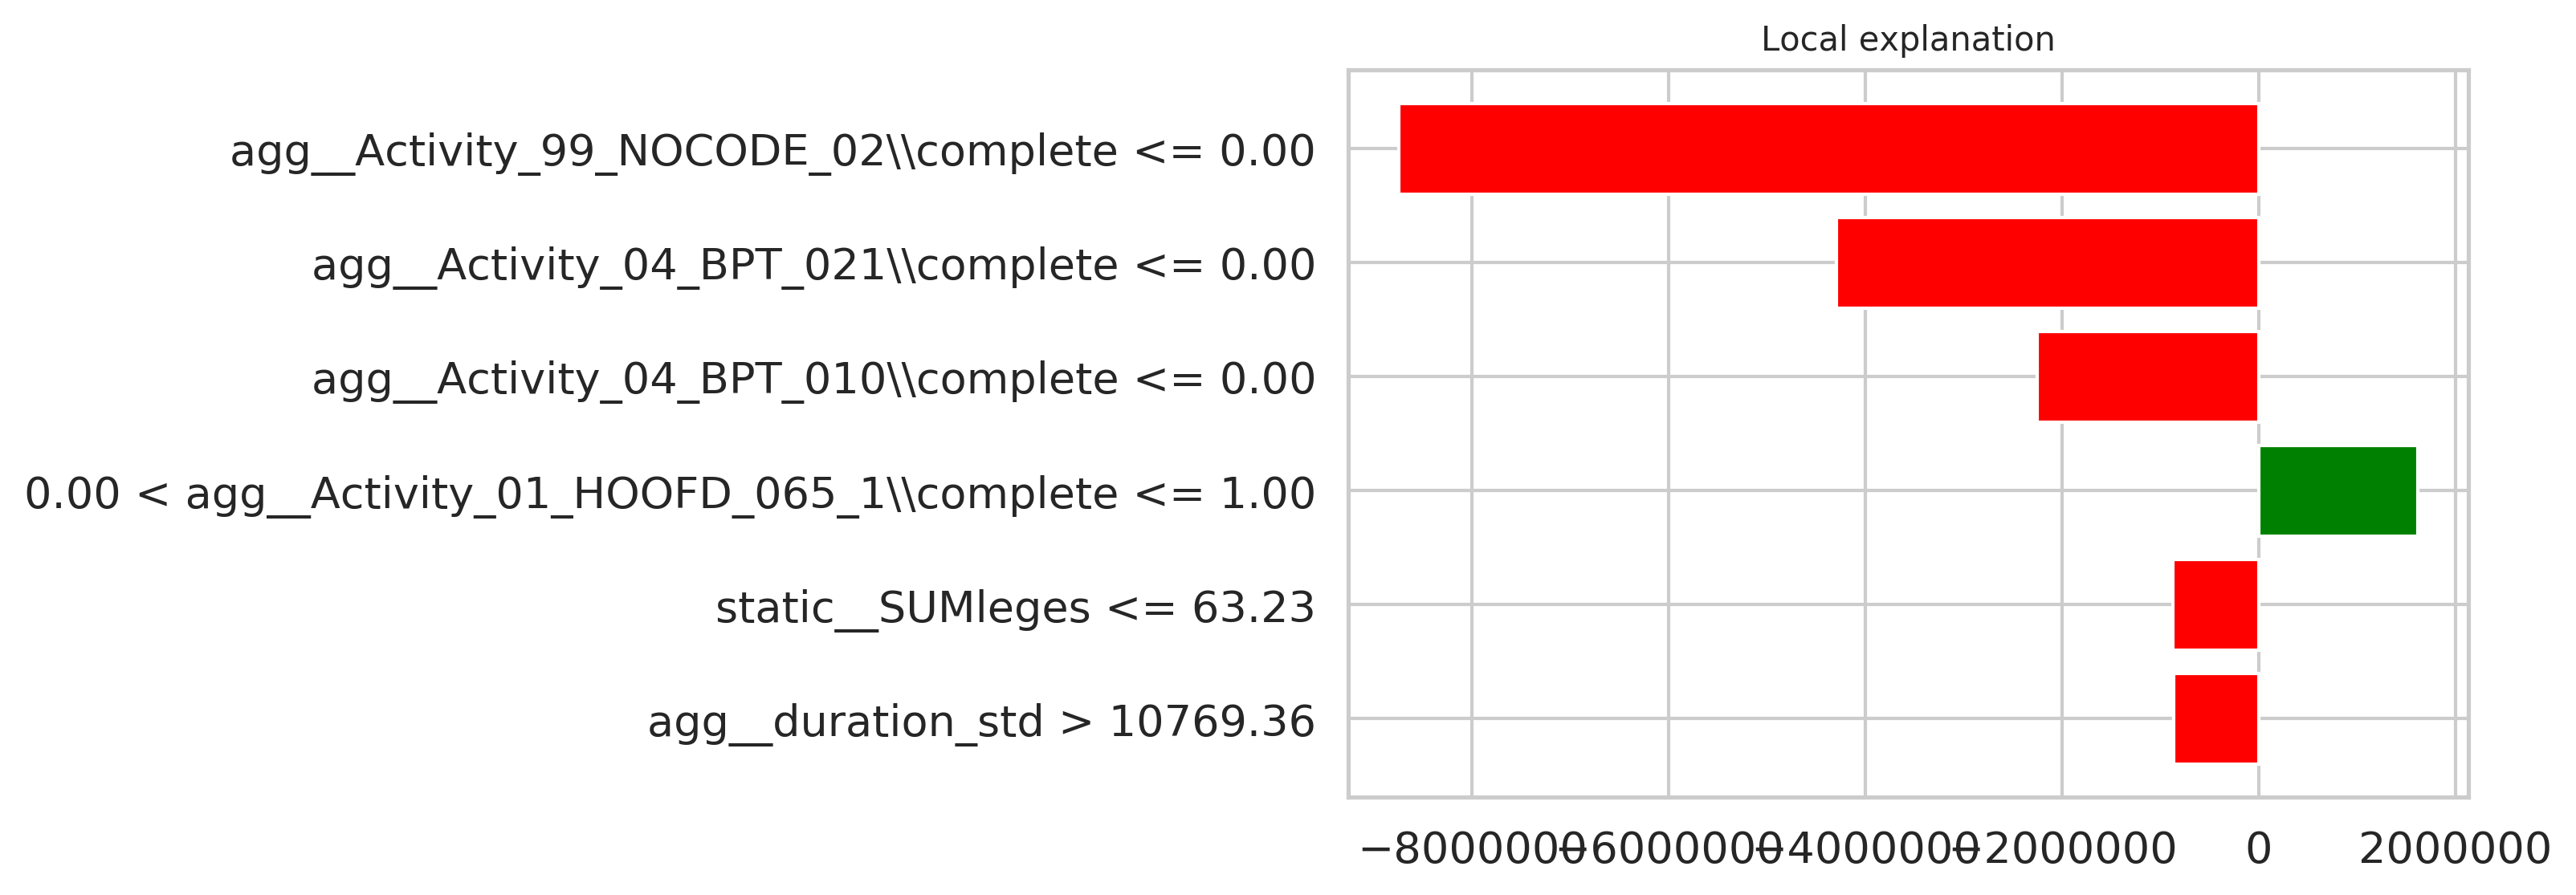 Local explanation
agg__Activity_99_NOCODE_02\\complete <= 0.00
agg__Activity_04_BPT_021\\complete <= 0.00
agg__Activity_04_BPT_010\\complete <= 0.00
0.00 < agg__Activity_01_HOOFD_065_1\\complete <= 1.00
static__SUMleges <= 63.23
agg__duration_std > 10769.36
−8000000 −6000000 −4000000 −2000000 0 2000000